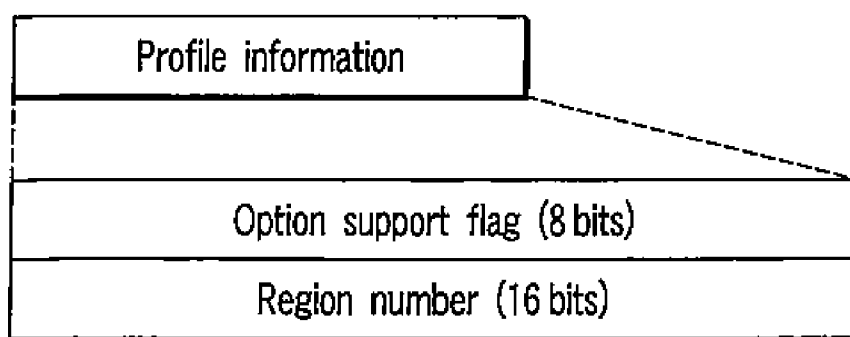 Profile information
Option support flag (8 bits)
Region number (16 bits)